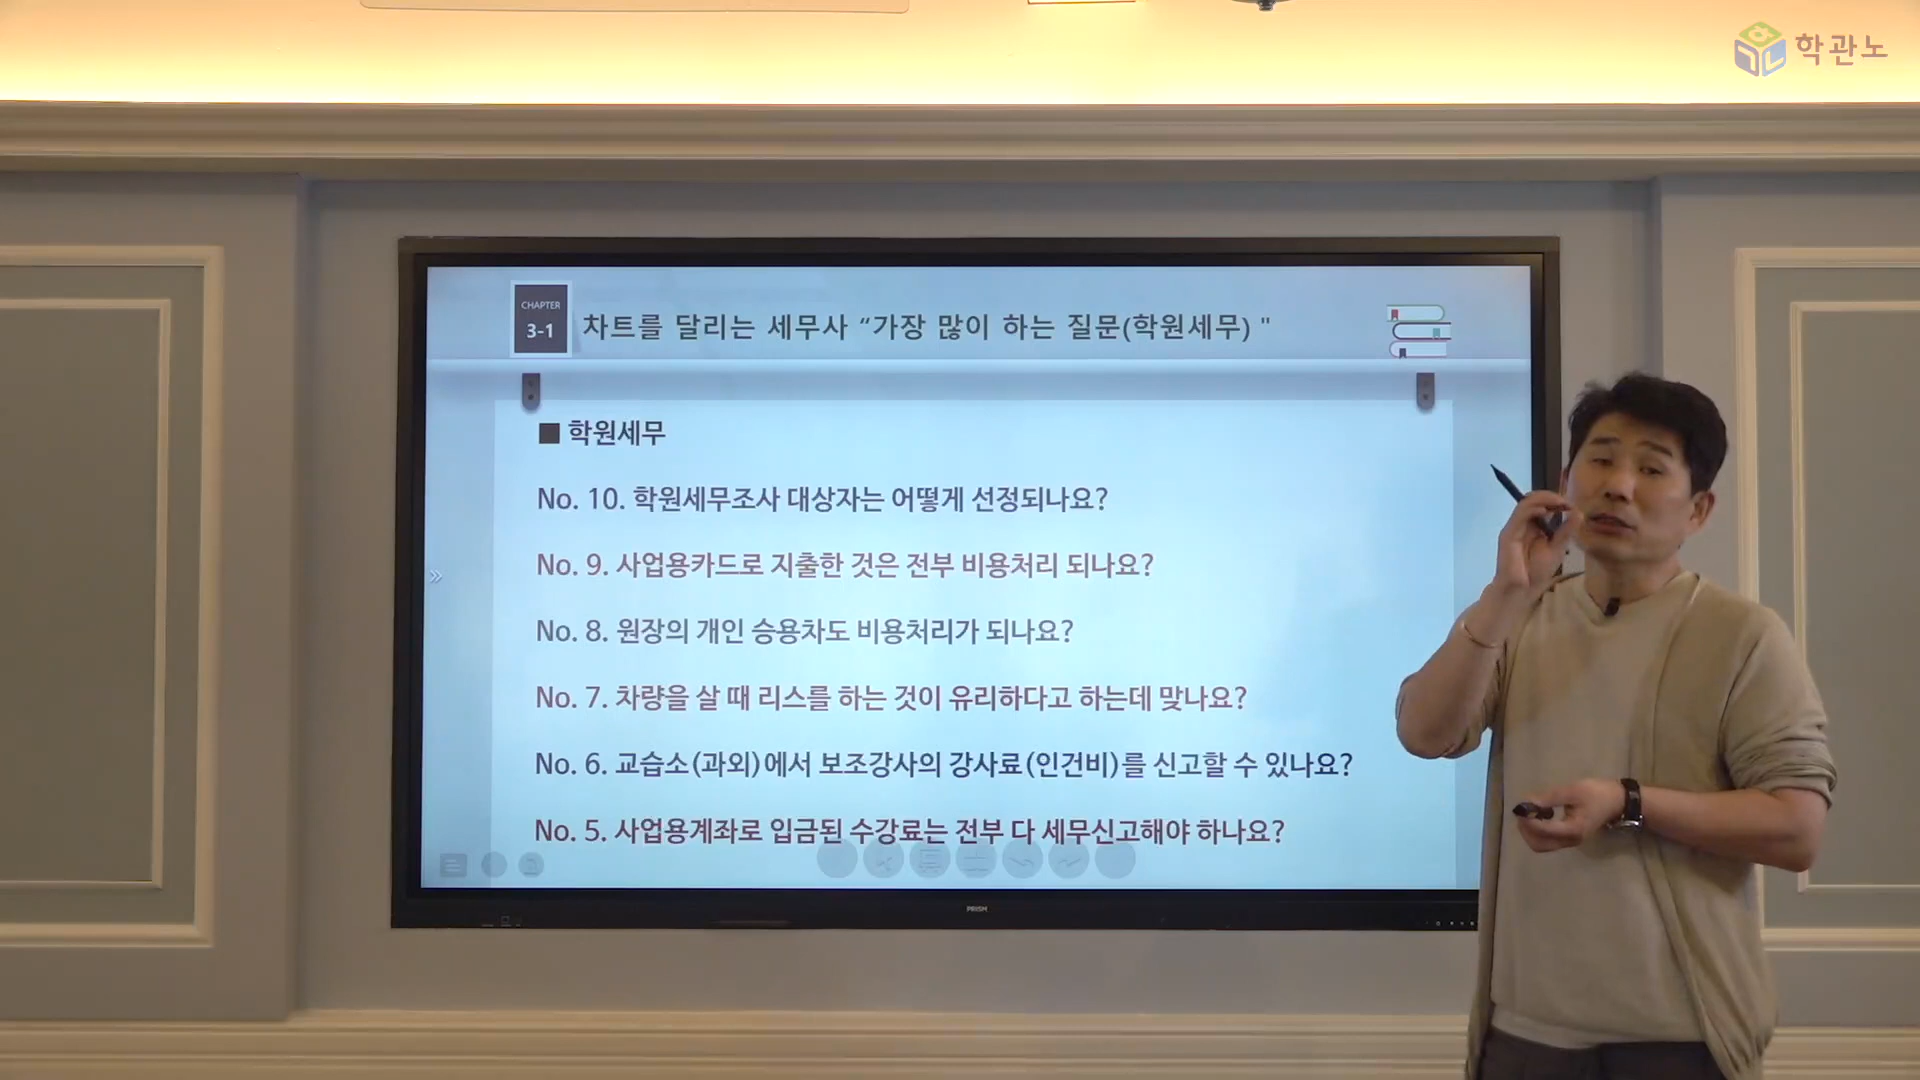 학관노
CHAPTER
3-1
차트를 달리는 세무사 “가장 많이 하는 질문(학원세무) "
■ 학원세무
No. 10. 학원세무조사 대상자는 어떻게 선정되나요?
No. 9. 사업용카드로 지출한 것은 전부 비용처리 되나요?
No. 8. 원장의 개인 승용차도 비용처리가 되나요?
No. 7. 차량을 살 때 리스를 하는 것이 유리하다고 하는데 맞나요?
No. 6. 교습소(과외)에서 보조강사의 강사료(인건비)를 신고할 수 있나요?
No. 5. 사업용계좌로 입금된 수강료는 전부 다 세무신고해야 하나요?
PRISM